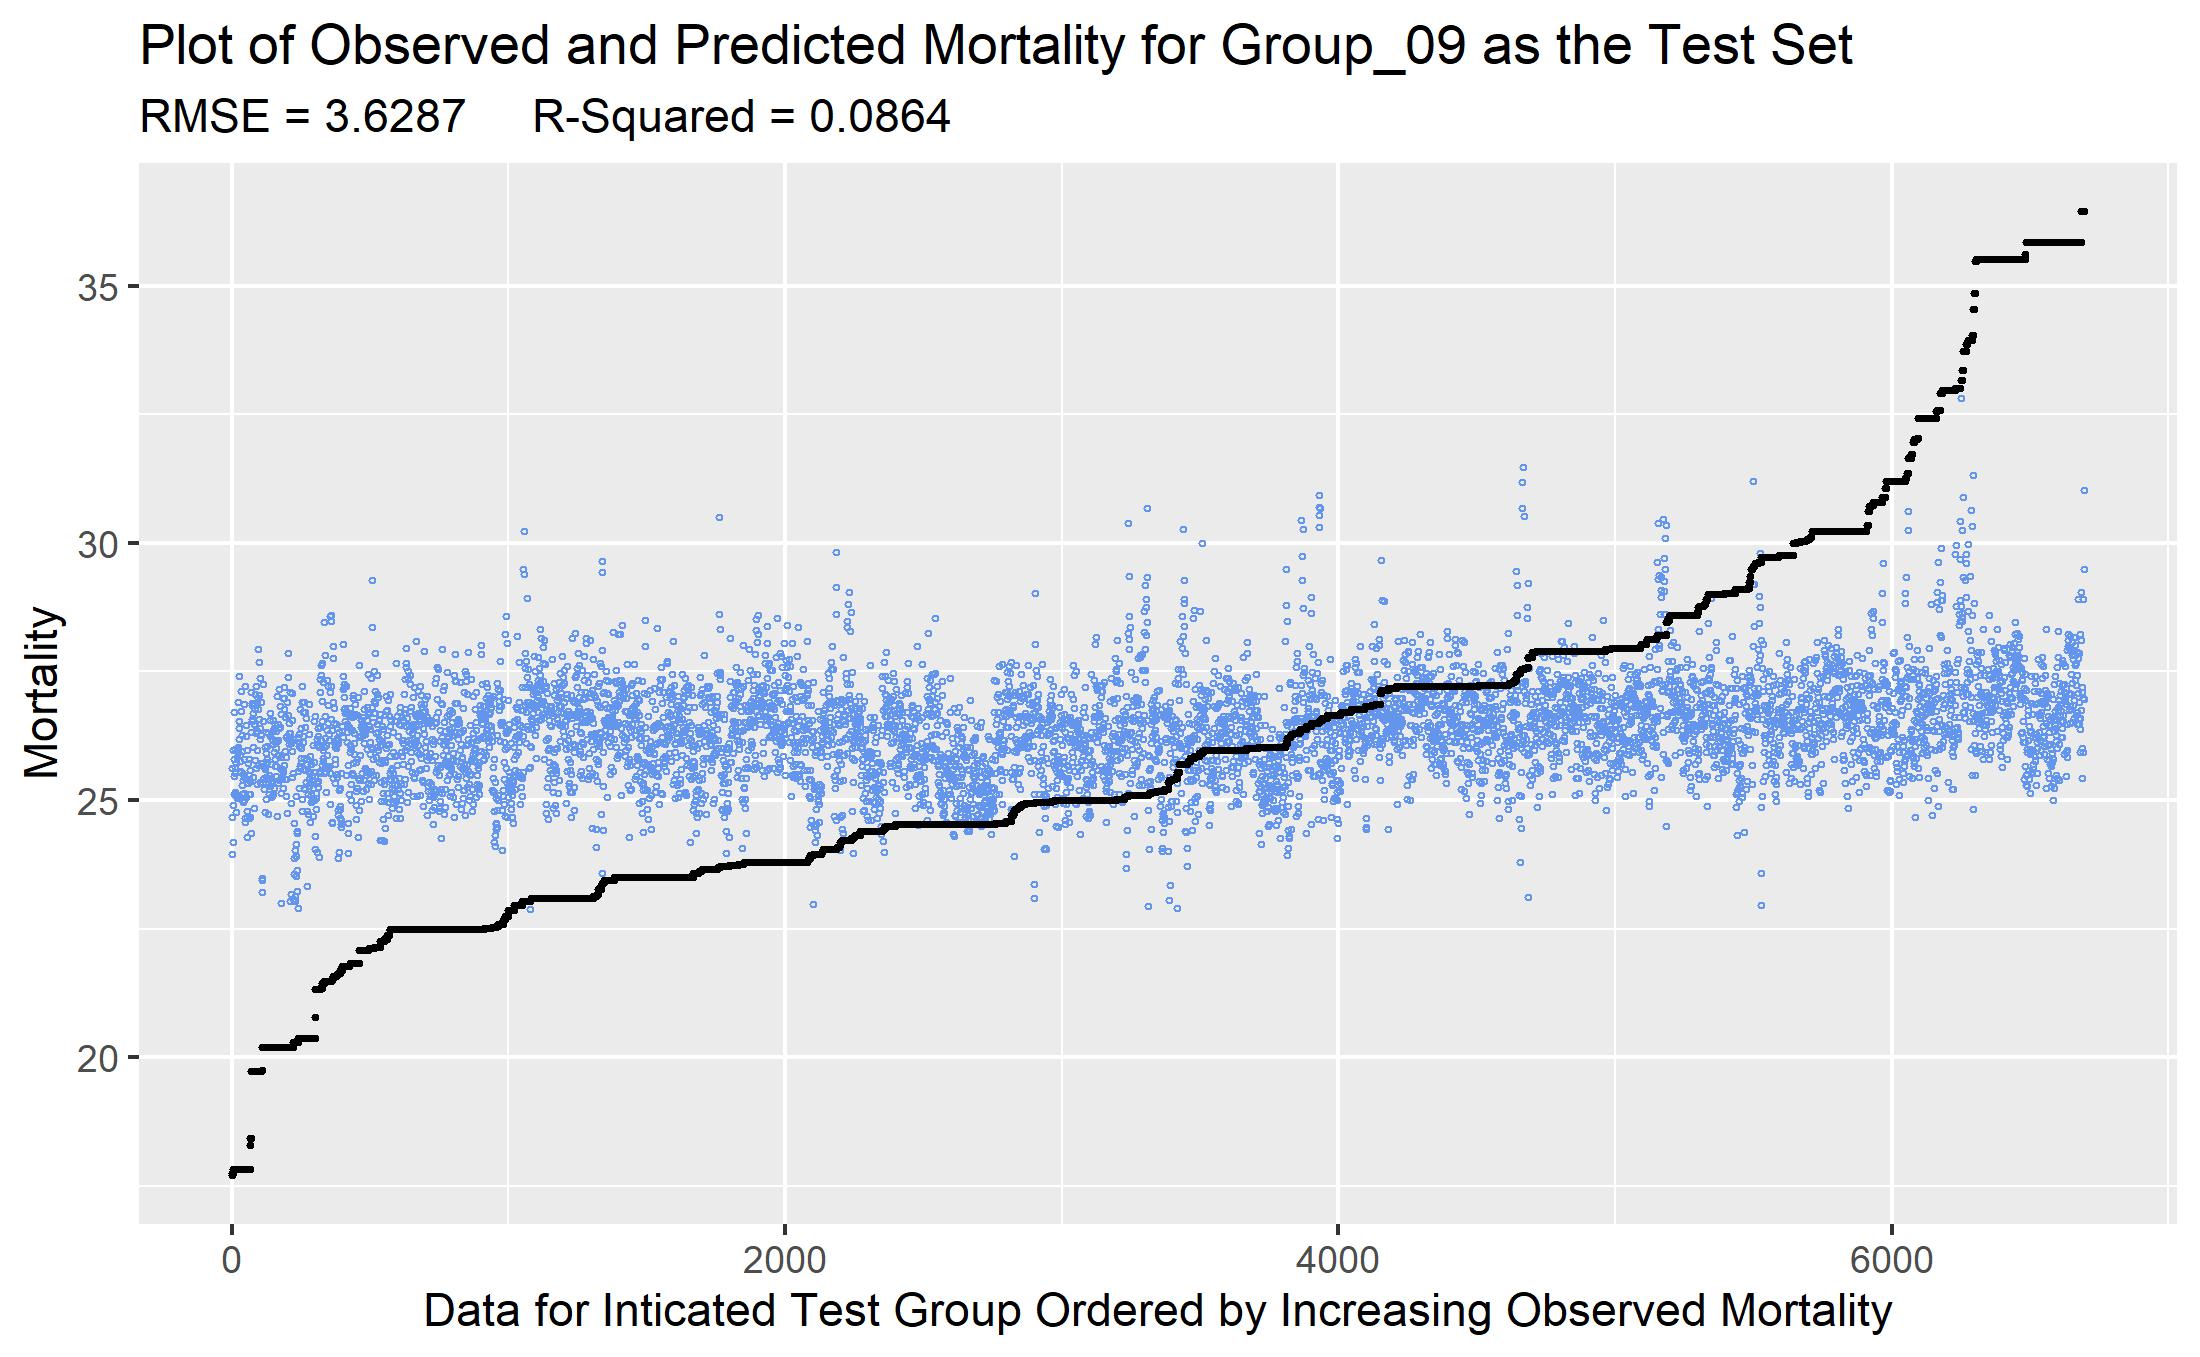 Plot of Observed and Predicted Mortality for Group_09 as the Test Set
RMSE = 3.6287 R-Squared = 0.0864
35
30
25
20
Mortality
0 2000 4000 6000
Data for Inticated Test Group Ordered by Increasing Observed Mortality